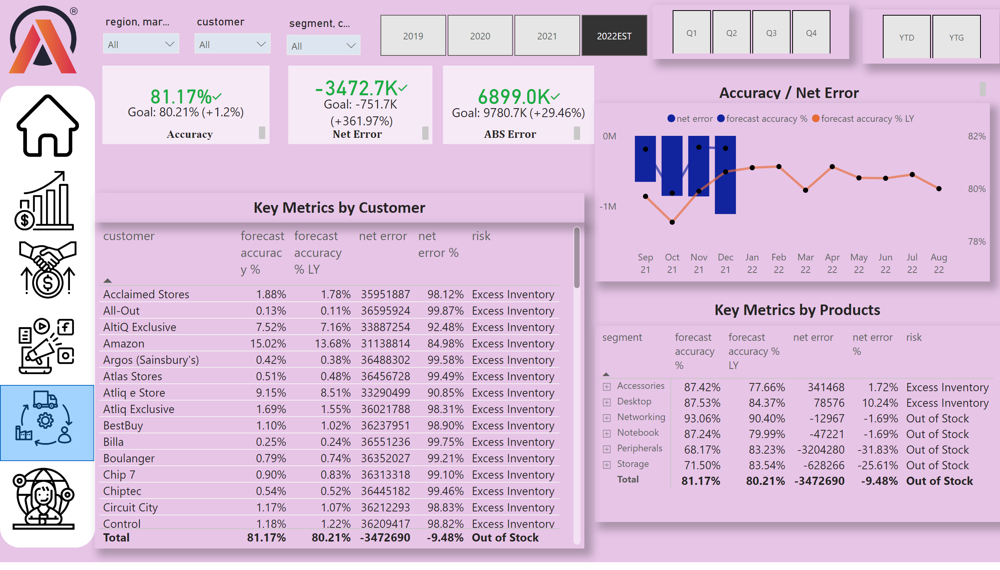 ®
region, mar...
customer
segment, c...
All
All
All
2019
2020
2021
2022EST
Q1
Q2
Q3
Q4
YTD
YTG
81.17%
Goal: 80.21% (+1.2%)
Accuracy
-3472.7K
Goal: -751.7K
(+361.97%)
Net Error
6899.0K
Goal: 9780.7K (+29.46%)
ABS Error
Accuracy / Net Error
net error forecast accuracy % forecast accuracy % LY
0M
-1M
82%
80%
78%
Sep 21
Oct 21
Nov 21
Dec 21
Jan 22
Feb 22
Mar 22
Apr 22
May 22
Jun 22
Jul 22
Aug 22
Key Metrics by Customer
customer
forecast accurac y %
forecast accuracy % LY
net error
net error %
risk
Acclaimed Stores 1.88% 1.78% 35951887 98.12% Excess Inventory
All-Out 0.13% 0.11% 36595924 99.87% Excess Inventory
AltiQ Exclusive 7.52% 7.16% 33887254 92.48% Excess Inventory
Amazon 15.02% 13.68% 31138814 84.98% Excess Inventory
Argos (Sainsbury's) 0.42% 0.38% 36488302 99.58% Excess Inventory
Atlas Stores 0.51% 0.48% 36456728 99.49% Excess Inventory
Atliq e Store 9.15% 8.51% 33290499 90.85% Excess Inventory
Atliq Exclusive 1.69% 1.55% 36021788 98.31% Excess Inventory
BestBuy 1.10% 1.02% 36237951 98.90% Excess Inventory
Billa 0.25% 0.24% 36551236 99.75% Excess Inventory
Boulanger 0.79% 0.74% 36352027 99.21% Excess Inventory
Chip 7 0.90% 0.83% 36313318 99.10% Excess Inventory
Chiptec 0.54% 0.52% 36445182 99.46% Excess Inventory
Circuit City 1.17% 1.07% 36212293 98.83% Excess Inventory
Control 1.18% 1.22% 36209417 98.82% Excess Inventory
Total 81.17% 80.21% -3472690 -9.48% Out of Stock
Key Metrics by Products
segment
forecast accuracy %
forecast accuracy % LY
net error
net error %
risk
Accessories 87.42% 77.66% 341468 1.72% Excess Inventory
Desktop 87.53% 84.37% 78576 10.24% Excess Inventory
Networking 93.06% 90.40% -12967 -1.69% Out of Stock
Notebook 87.24% 79.99% -47221 -1.69% Out of Stock
Peripherals 68.17% 83.23% -3204280 -31.83% Out of Stock
Storage 71.50% 83.54% -628266 -25.61% Out of Stock
Total 81.17% 80.21% -3472690 -9.48% Out of Stock